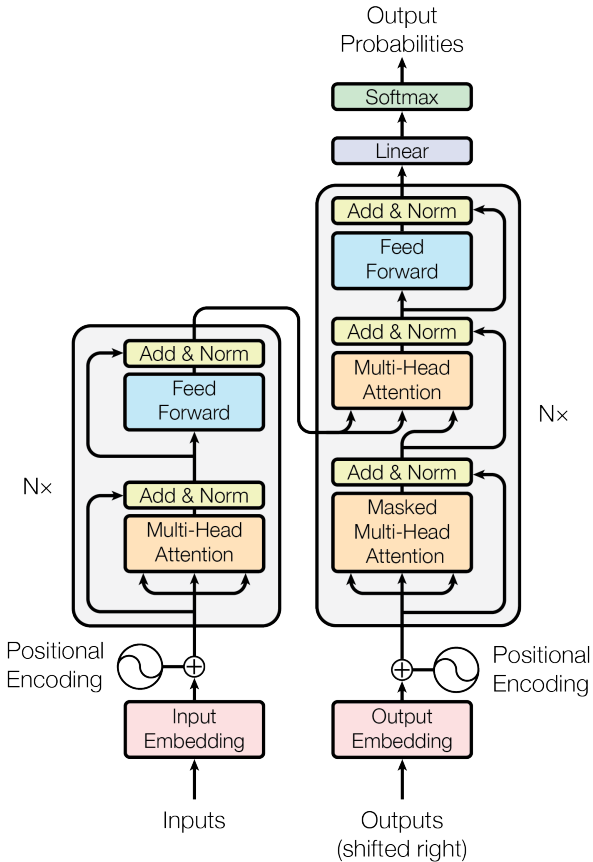 Output
Probabilities
Softmax
Linear
Add & Norm
Feed
Forward
Add & Norm
Multi-Head
Attention
Add & Norm
Masked
Multi-Head
Attention
N×
Add & Norm
Feed
Forward
Add & Norm
Multi-Head
Attention
N×
Positional
Encoding
Positional
Encoding
Input
Embedding
Output
Embedding
Inputs
Outputs
(shifted right)